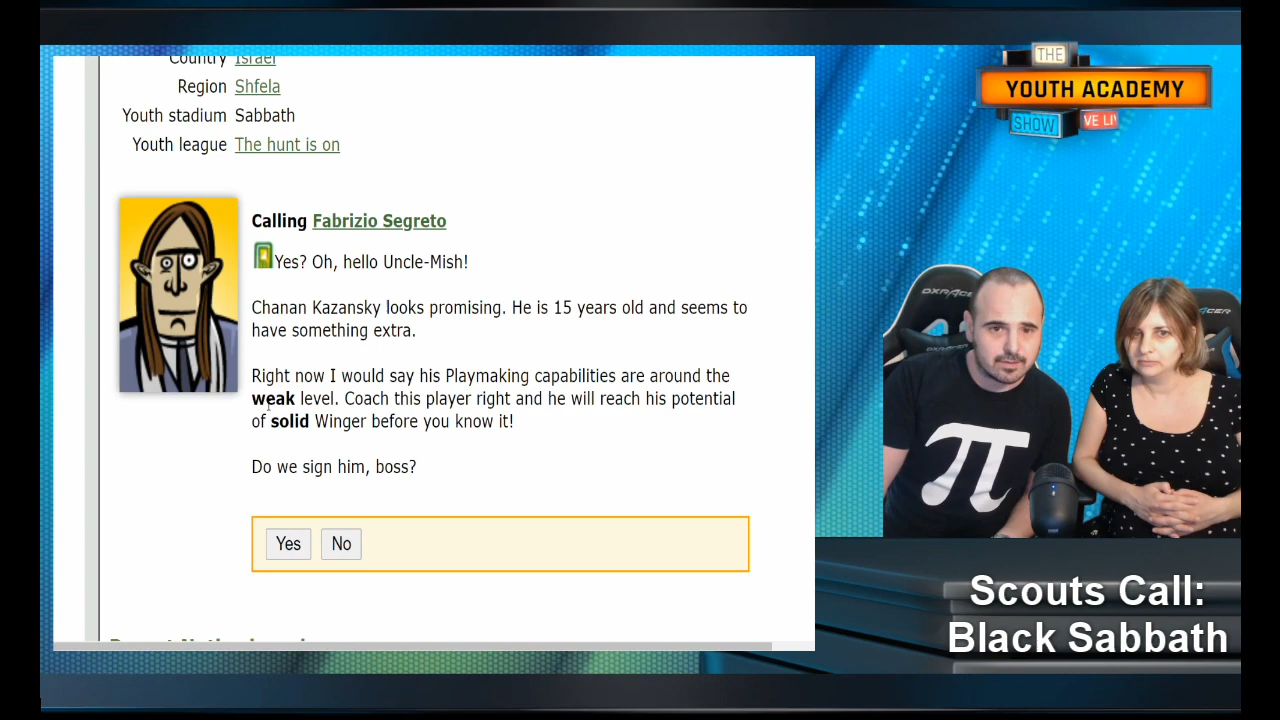 Country Israel
Region Shfela
Youth stadium Sabbath
Youth league The hunt is on
Calling Fabrizio Segreto
Yes? Oh, hello Uncle-Mish!
Chanan Kazansky looks promising. He is 15 years old and seems to
have something extra.
Right now I would say his Playmaking capabilities are around the
weak level. Coach this player right and he will reach his potential
of solid Winger before you know it!
Do we sign him, boss?
Yes No
THE
YOUTH ACADEMY
SHOW
VE LIV
DXRACER
ACER
π
Scouts Call:
Black Sabbath